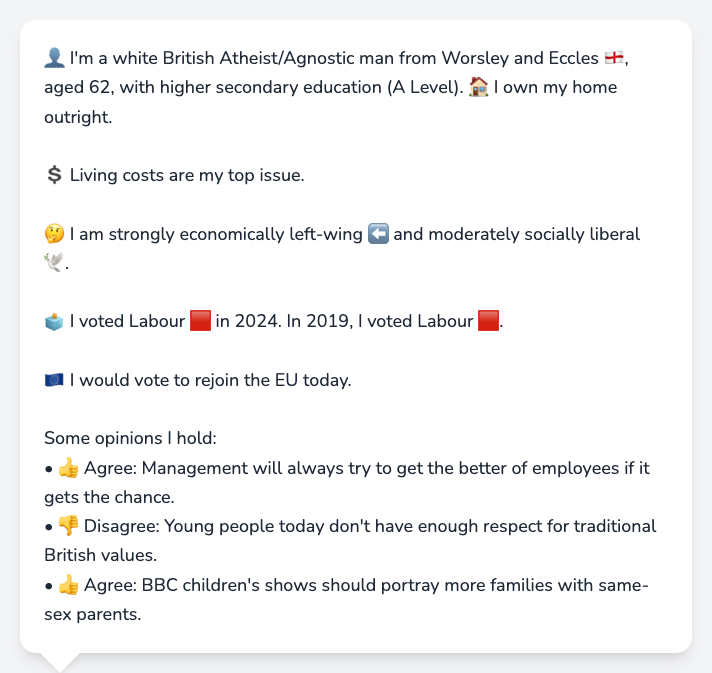 👤 I'm a white British Atheist/Agnostic man from Worsley and Eccles 🏴󠁧󠁢󠁥󠁮󠁧󠁿,
aged 62, with higher secondary education (A Level). 🏠 I own my home
outright.
💲 Living costs are my top issue.
🤔 I am strongly economically left-wing ⬅️ and moderately socially liberal
🕊️.
🗳️ I voted Labour 🟥 in 2024. In 2019, I voted Labour 🟥.
🇪🇺 I would vote to rejoin the EU today.
Some opinions I hold:
• 👍 Agree: Management will always try to get the better of employees if it
gets the chance.
• 👎 Disagree: Young people today don't have enough respect for traditional
British values.
• 👍 Agree: BBC children's shows should portray more families with same-
sex parents.